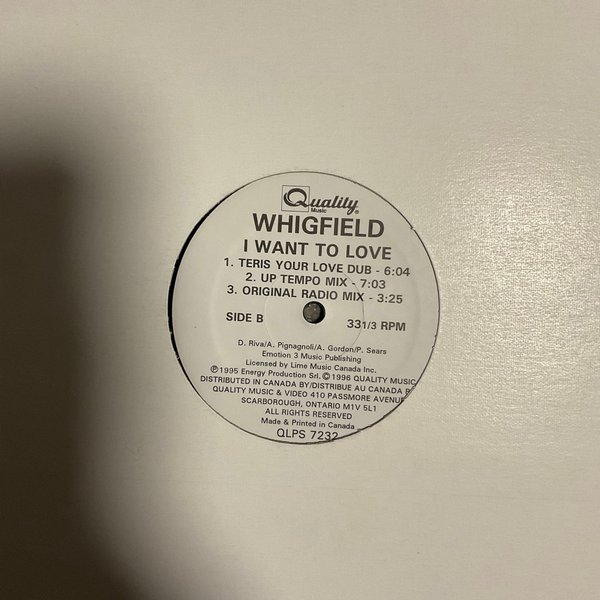 Quality
Music®
WHIGFIELD
I WANT TO LOVE
1. TERIS YOUR LOVE DUB - 6:04
2. UP TEMPO MIX - 7:03
3. ORIGINAL RADIO MIX - 3:25
SIDE B 33 1/3 RPM
D. Riva/A. Pignagnoli/A. Gordon/P. Sears
Emotion 3 Music Publishing
Licensed by Lime Music Canada Inc.
℗ 1995 Energy Production Srl. © 1996 QUALITY MUSIC
DISTRIBUTED IN CANADA BY/DISTRIBUE AU CANADA
QUALITY MUSIC & VIDEO 410 PASSMORE AVENUE
SCARBOROUGH, ONTARIO M1V 5L1
ALL RIGHTS RESERVED
Made & Printed in Canada
QLPS 7232